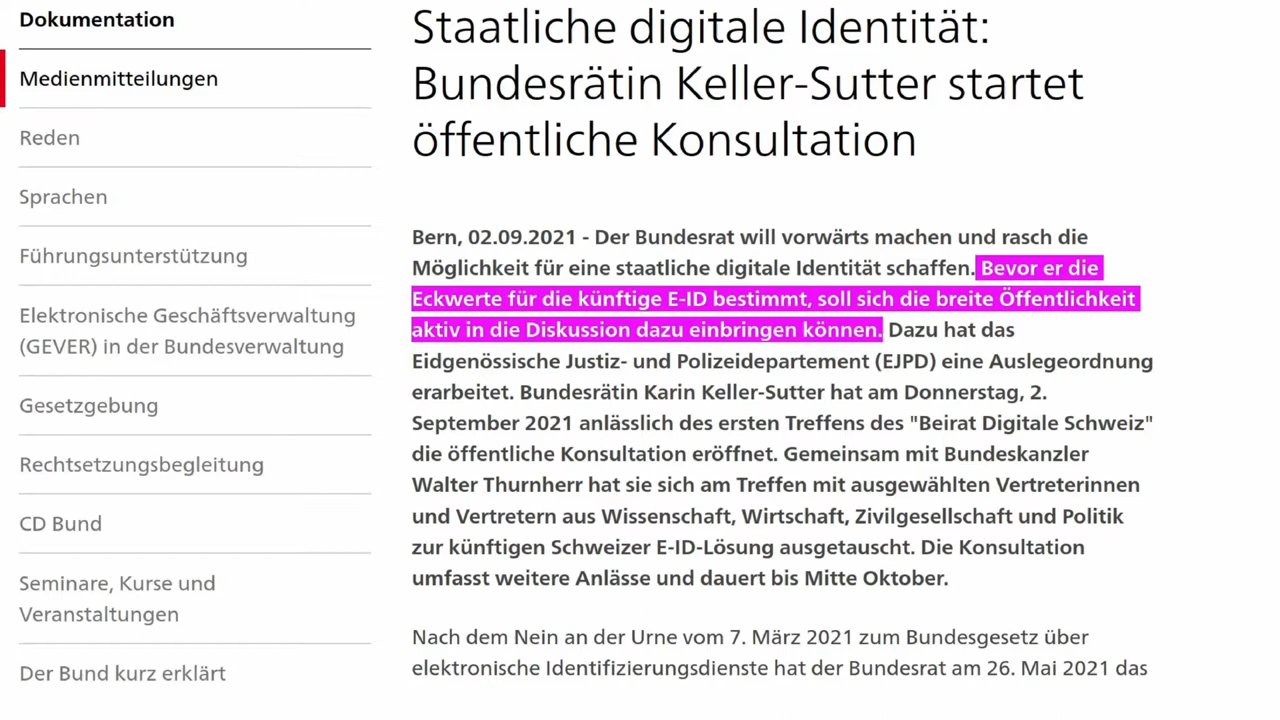 Dokumentation
Medienmitteilungen
Reden
Sprachen
Führungsunterstützung
Elektronische Geschäftsverwaltung
(GEVER) in der Bundesverwaltung
Gesetzgebung
Rechtsetzungsbegleitung
CD Bund
Seminare, Kurse und
Veranstaltungen
Der Bund kurz erklärt
Staatliche digitale Identität:
Bundesrätin Keller-Sutter startet
öffentliche Konsultation
Bern, 02.09.2021 - Der Bundesrat will vorwärts machen und rasch die
Möglichkeit für eine staatliche digitale Identität schaffen. Bevor er die
Eckwerte für die künftige E-ID bestimmt, soll sich die breite Öffentlichkeit
aktiv in die Diskussion dazu einbringen können. Dazu hat das
Eidgenössische Justiz- und Polizeidepartement (EJPD) eine Auslegeordnung
erarbeitet. Bundesrätin Karin Keller-Sutter hat am Donnerstag, 2.
September 2021 anlässlich des ersten Treffens des "Beirat Digitale Schweiz"
die öffentliche Konsultation eröffnet. Gemeinsam mit Bundeskanzler
Walter Thurnherr hat sie sich am Treffen mit ausgewählten Vertreterinnen
und Vertretern aus Wissenschaft, Wirtschaft, Zivilgesellschaft und Politik
zur künftigen Schweizer E-ID-Lösung ausgetauscht. Die Konsultation
umfasst weitere Anlässe und dauert bis Mitte Oktober.
Nach dem Nein an der Urne vom 7. März 2021 zum Bundesgesetz über
elektronische Identifizierungsdienste hat der Bundesrat am 26. Mai 2021 das